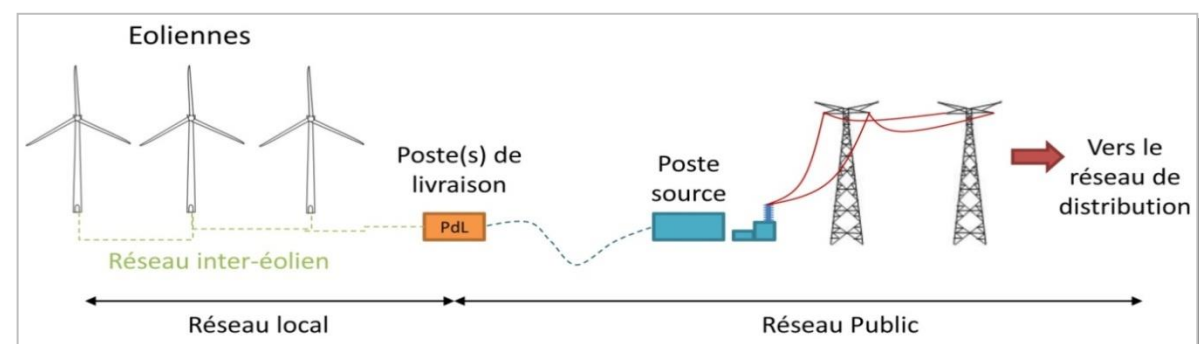 Eoliennes
Poste(s) de
livraison
PdL
Poste
source
Vers le
réseau de
distribution
Réseau inter-éolien
Réseau local
Réseau Public